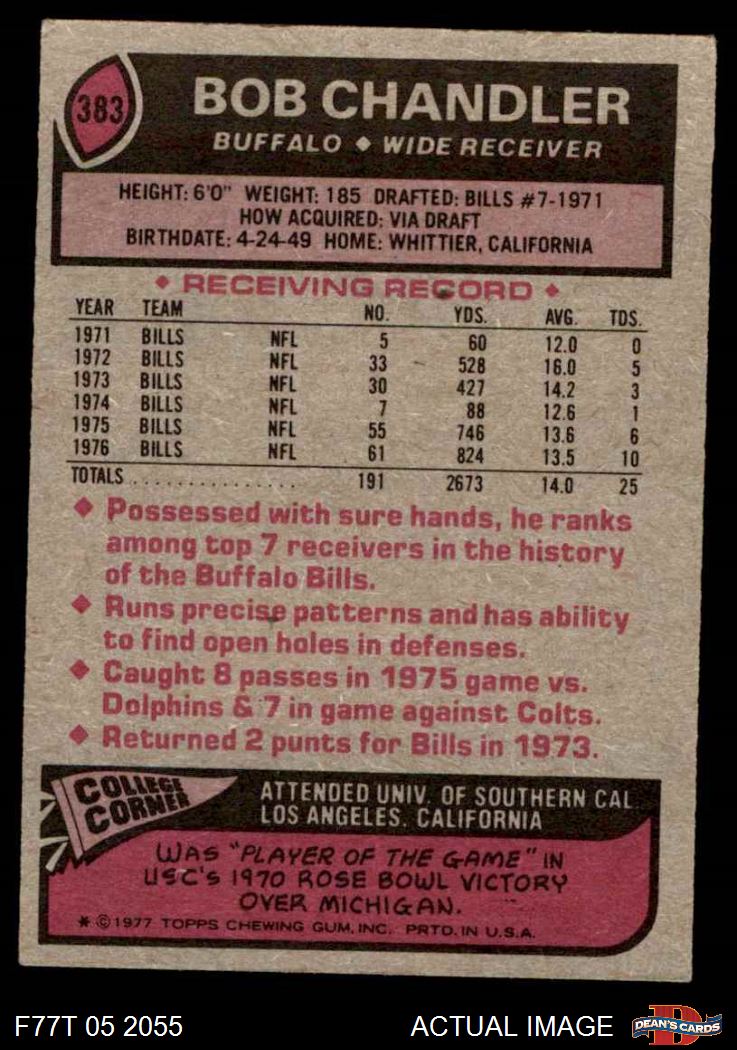 383
BOB CHANDLER
BUFFALO ◆ WIDE RECEIVER
HEIGHT: 6'0" WEIGHT: 185 DRAFTED: BILLS #7-1971
HOW ACQUIRED: VIA DRAFT
BIRTHDATE: 4-24-49 HOME: WHITTIER, CALIFORNIA
◆ RECEIVING RECORD ◆
YEAR TEAM NO. YDS. AVG. TDS.
1971 BILLS NFL 5 60 12.0 0
1972 BILLS NFL 33 528 16.0 5
1973 BILLS NFL 30 427 14.2 3
1974 BILLS NFL 7 88 12.6 1
1975 BILLS NFL 55 746 13.6 6
1976 BILLS NFL 61 824 13.5 10
TOTALS................ 191 2673 14.0 25
◆ Possessed with sure hands, he ranks
among top 7 receivers in the history
of the Buffalo Bills.
◆ Runs precise patterns and has ability
to find open holes in defenses.
◆ Caught 8 passes in 1975 game vs.
Dolphins & 7 in game against Colts.
◆ Returned 2 punts for Bills in 1973.
COLLEGE
CORNER
ATTENDED UNIV. OF SOUTHERN CAL
LOS ANGELES, CALIFORNIA
WAS "PLAYER OF THE GAME" IN
USC'S 1970 ROSE BOWL VICTORY
OVER MICHIGAN.
* © 1977 TOPPS CHEWING GUM, INC. PRTD. IN U.S.A.
F77T 05 2055
ACTUAL IMAGE
DEAN'S CARDS